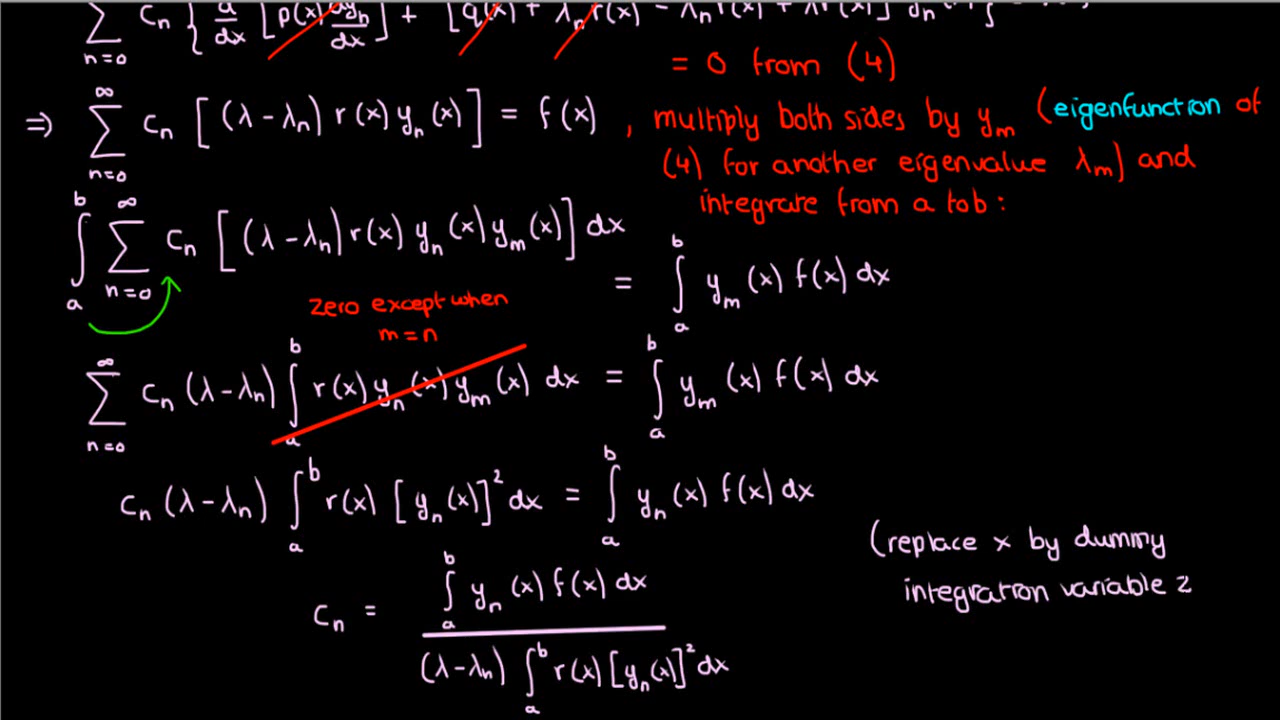 ∑_{n=0} c_n { d/dx [p(x) dy_n/dx] + [q(x) + λ_n r(x) - λ_n r(x) + λ r(x)] y_n(x) } =
= 0 from (4)
⇒ ∑_{n=0}^{∞} c_n [(λ-λ_n) r(x) y_n(x)] = f(x) , multiply both sides by y_m (eigenfunction of
(4) for another eigenvalue λ_m) and
integrate from a to b:
∫_a^b ∑_{n=0}^{∞} c_n [(λ-λ_n) r(x) y_n(x) y_m(x)] dx
= ∫_a^b y_m(x) f(x) dx
zero except when
m=n
∑_{n=0}^{∞} c_n (λ-λ_n) ∫_a^b r(x) y_n(x) y_m(x) dx = ∫_a^b y_m(x) f(x) dx
c_n (λ-λ_n) ∫_a^b r(x) [y_n(x)]^2 dx = ∫_a^b y_n(x) f(x) dx
(replace x by dummy
integration variable z
c_n = ∫_a^b y_n(x) f(x) dx
(λ-λ_n) ∫_a^b r(x) [y_n(x)]^2 dx